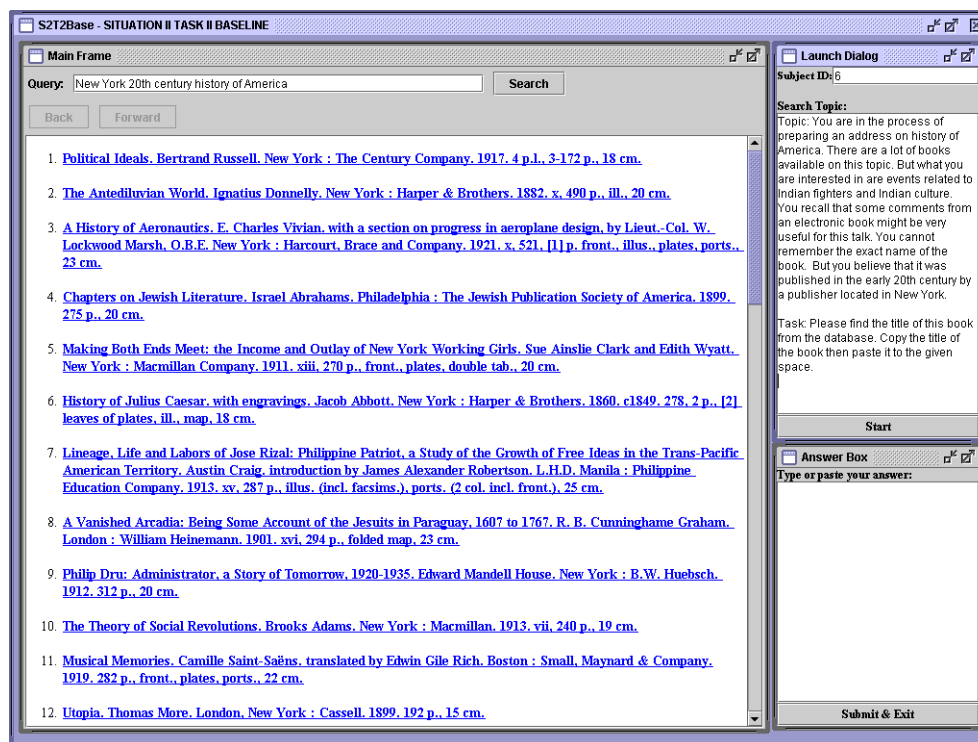 S2T2Base - SITUATION II TASK II BASELINE
Main Frame
Query: New York 20th century history of America Search
Back Forward
1. Political Ideals. Bertrand Russell. New York : The Century Company. 1917. 4 p.l., 3-172 p., 18 cm.
2. The Antediluvian World. Ignatius Donnelly. New York : Harper & Brothers. 1882. x, 490 p., ill., 20 cm.
3. A History of Aeronautics. E. Charles Vivian. with a section on progress in aeroplane design, by Lieut.-Col. W.
Lockwood Marsh, O.B.E. New York : Harcourt, Brace and Company. 1921. x, 521, [1] p. front., illus., plates, ports.,
23 cm.
4. Chapters on Jewish Literature. Israel Abrahams. Philadelphia : The Jewish Publication Society of America. 1899.
275 p., 20 cm.
5. Making Both Ends Meet: the Income and Outlay of New York Working Girls. Sue Ainslie Clark and Edith Wyatt.
New York : Macmillan Company. 1911. xiii, 270 p., front., plates, double tab., 20 cm.
6. History of Julius Caesar. with engravings. Jacob Abbott. New York : Harper & Brothers. 1860. c1849. 278, 2 p., [2]
leaves of plates, ill., map, 18 cm.
7. Lineage, Life and Labors of Jose Rizal: Philippine Patriot, a Study of the Growth of Free Ideas in the Trans-Pacific
American Territory. Austin Craig. introduction by James Alexander Robertson. L.H.D. Manila : Philippine
Education Company. 1913. xv, 287 p., illus. (incl. facsims.), ports. (2 col. incl. front.), 25 cm.
8. A Vanished Arcadia: Being Some Account of the Jesuits in Paraguay, 1607 to 1767. R. B. Cunninghame Graham.
London : William Heinemann. 1901. xvi, 294 p., folded map, 23 cm.
9. Philip Dru: Administrator, a Story of Tomorrow, 1920-1935. Edward Mandell House. New York : B.W. Huebsch.
1912. 312 p., 20 cm.
10. The Theory of Social Revolutions. Brooks Adams. New York : Macmillan. 1913. vii, 240 p., 19 cm.
11. Musical Memories. Camille Saint-Saëns. translated by Edwin Gile Rich. Boston : Small, Maynard & Company.
1919. 282 p., front., plates, ports., 22 cm.
12. Utopia. Thomas More. London, New York : Cassell. 1899. 192 p., 15 cm.
Launch Dialog
Subject ID: 6
Search Topic:
Topic: You are in the process of
preparing an address on history of
America. There are a lot of books
available on this topic. But what you
are interested in are events related to
Indian fighters and Indian culture.
You recall that some comments from
an electronic book might be very
useful for this talk. You cannot
remember the exact name of the
book. But you believe that it was
published in the early 20th century by
a publisher located in New York.
Task: Please find the title of this book
from the database. Copy the title of
the book then paste it to the given
space.
Start
Answer Box
Type or paste your answer:
Submit & Exit